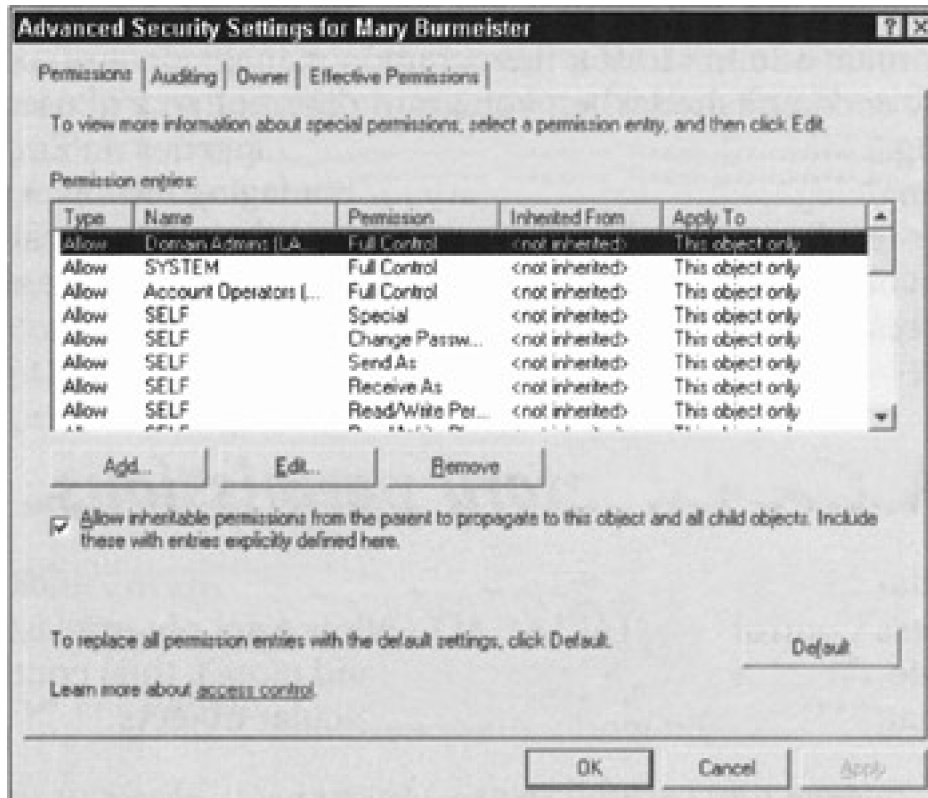 Advanced Security Settings for Mary Burmeister
Permissions Auditing Owner Effective Permissions
To view more information about special permissions, select a permission entry, and then click Edit.
Permission entries:
Type Name Permission Inherited From Apply To
Allow Domain Admins (LA... Full Control <not inherited> This object only
Allow SYSTEM Full Control <not inherited> This object only
Allow Account Operators (... Full Control <not inherited> This object only
Allow SELF Special <not inherited> This object only
Allow SELF Change Passw... <not inherited> This object only
Allow SELF Send As <not inherited> This object only
Allow SELF Receive As <not inherited> This object only
Allow SELF Read/Write Per... <not inherited> This object only
Add... Edit... Remove
Allow inheritable permissions from the parent to propagate to this object and all child objects. Include
these with entries explicitly defined here.
To replace all permission entries with the default settings, click Default.
Default
Learn more about access control.
OK Cancel Apply